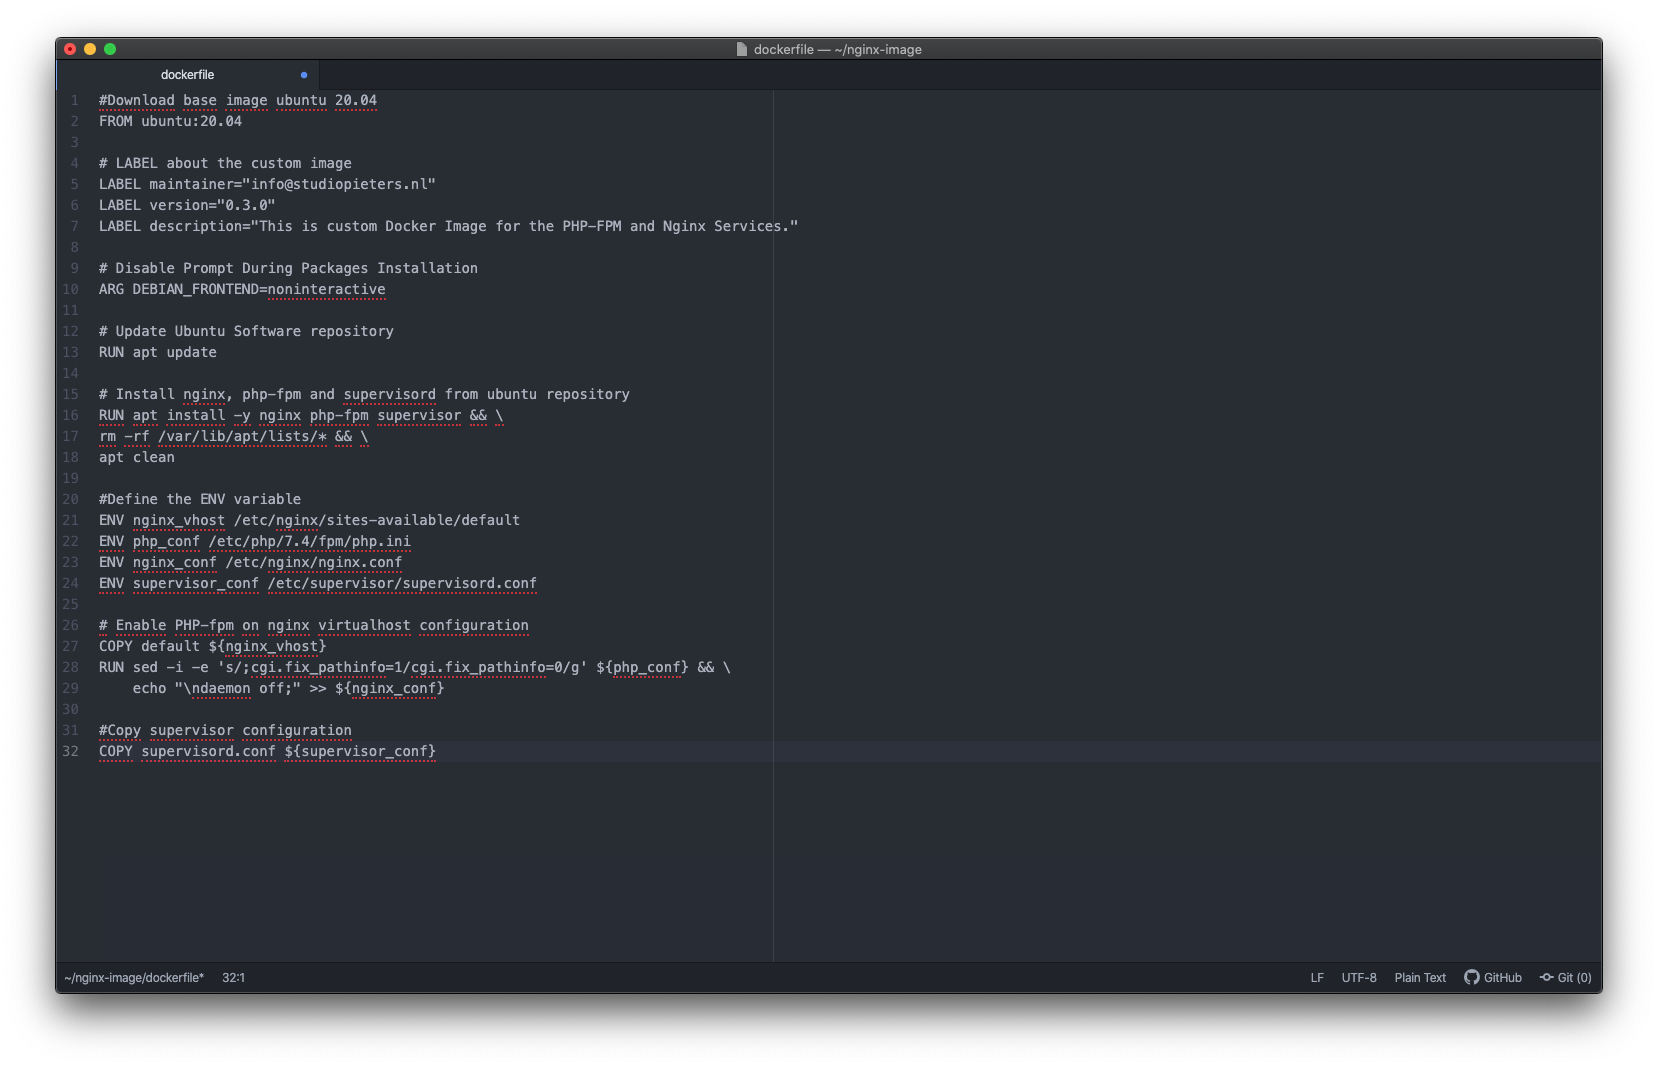 dockerfile — ~/nginx-image
dockerfile
1 #Download base image ubuntu 20.04
2 FROM ubuntu:20.04
3
4 # LABEL about the custom image
5 LABEL maintainer="info@studiopieters.nl"
6 LABEL version="0.3.0"
7 LABEL description="This is custom Docker Image for the PHP-FPM and Nginx Services."
8
9 # Disable Prompt During Packages Installation
10 ARG DEBIAN_FRONTEND=noninteractive
11
12 # Update Ubuntu Software repository
13 RUN apt update
14
15 # Install nginx, php-fpm and supervisord from ubuntu repository
16 RUN apt install -y nginx php-fpm supervisor && \
17 rm -rf /var/lib/apt/lists/* && \
18 apt clean
19
20 #Define the ENV variable
21 ENV nginx_vhost /etc/nginx/sites-available/default
22 ENV php_conf /etc/php/7.4/fpm/php.ini
23 ENV nginx_conf /etc/nginx/nginx.conf
24 ENV supervisor_conf /etc/supervisor/supervisord.conf
25
26 # Enable PHP-fpm on nginx virtualhost configuration
27 COPY default ${nginx_vhost}
28 RUN sed -i -e 's/;cgi.fix_pathinfo=1/cgi.fix_pathinfo=0/g' ${php_conf} && \
29     echo "\ndaemon off;" >> ${nginx_conf}
30
31 #Copy supervisor configuration
32 COPY supervisord.conf ${supervisor_conf}
~/nginx-image/dockerfile* 32:1 LF UTF-8 Plain Text GitHub Git (0)